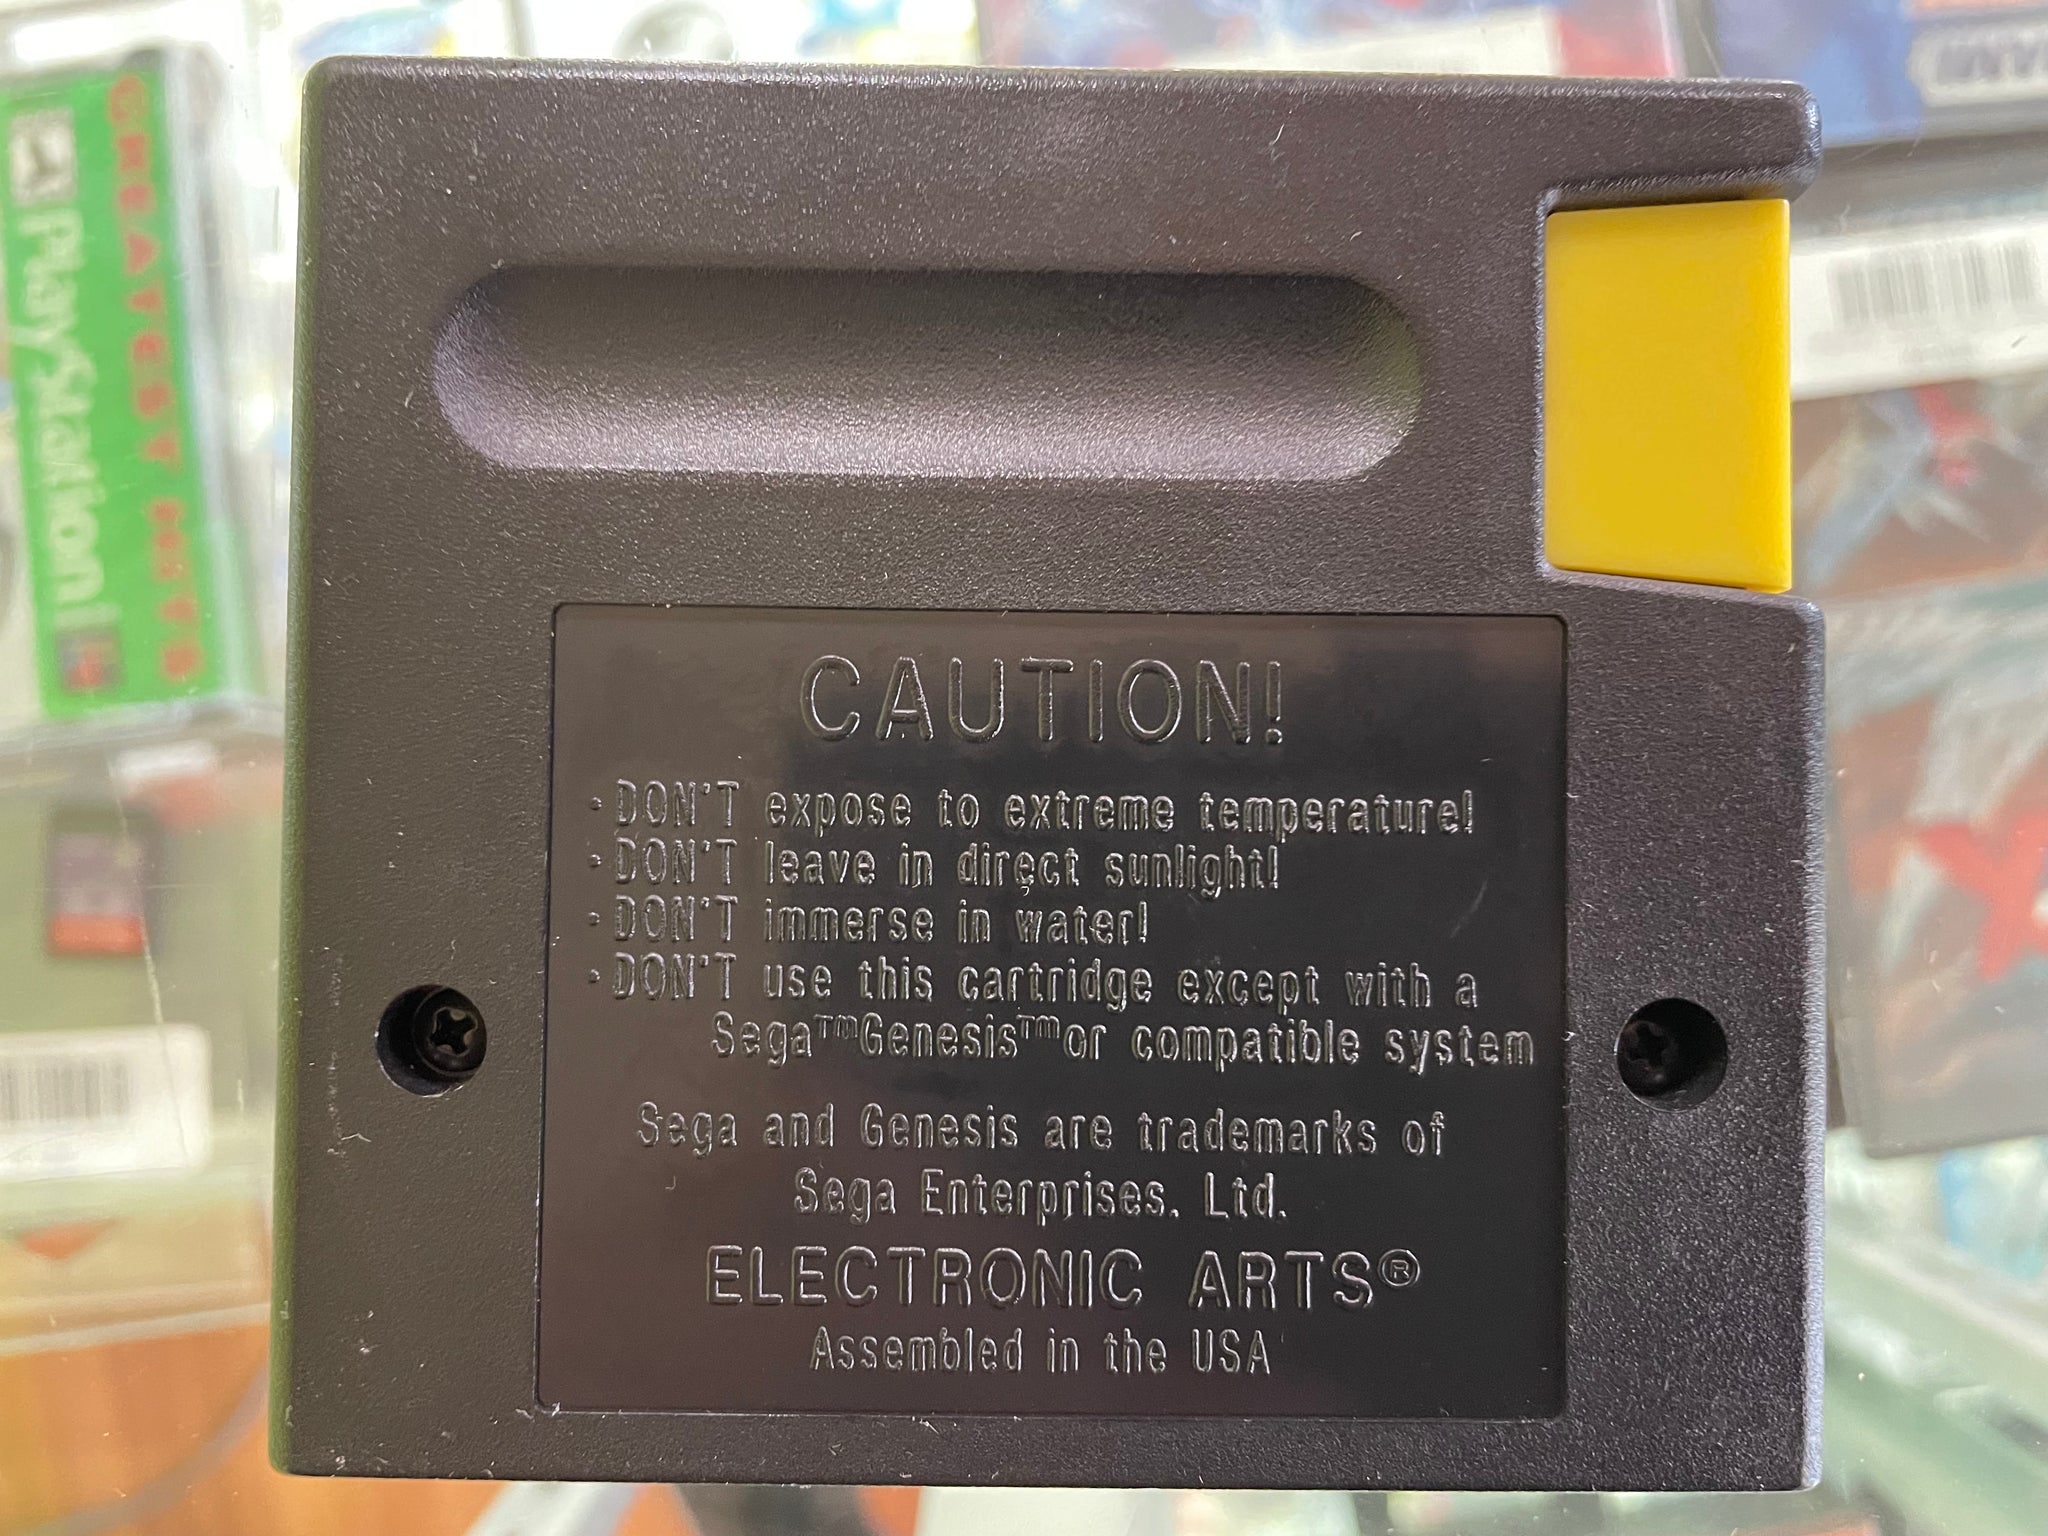 CAUTION!
· DON'T expose to extreme temperature!
· DON'T leave in direct sunlight!
· DON'T immerse in water!
· DON'T use this cartridge except with a
Sega™Genesis™or compatible system
Sega and Genesis are trademarks of
Sega Enterprises. Ltd.
ELECTRONIC ARTS®
Assembled in the USA
GREATEST HITS
PlayStation